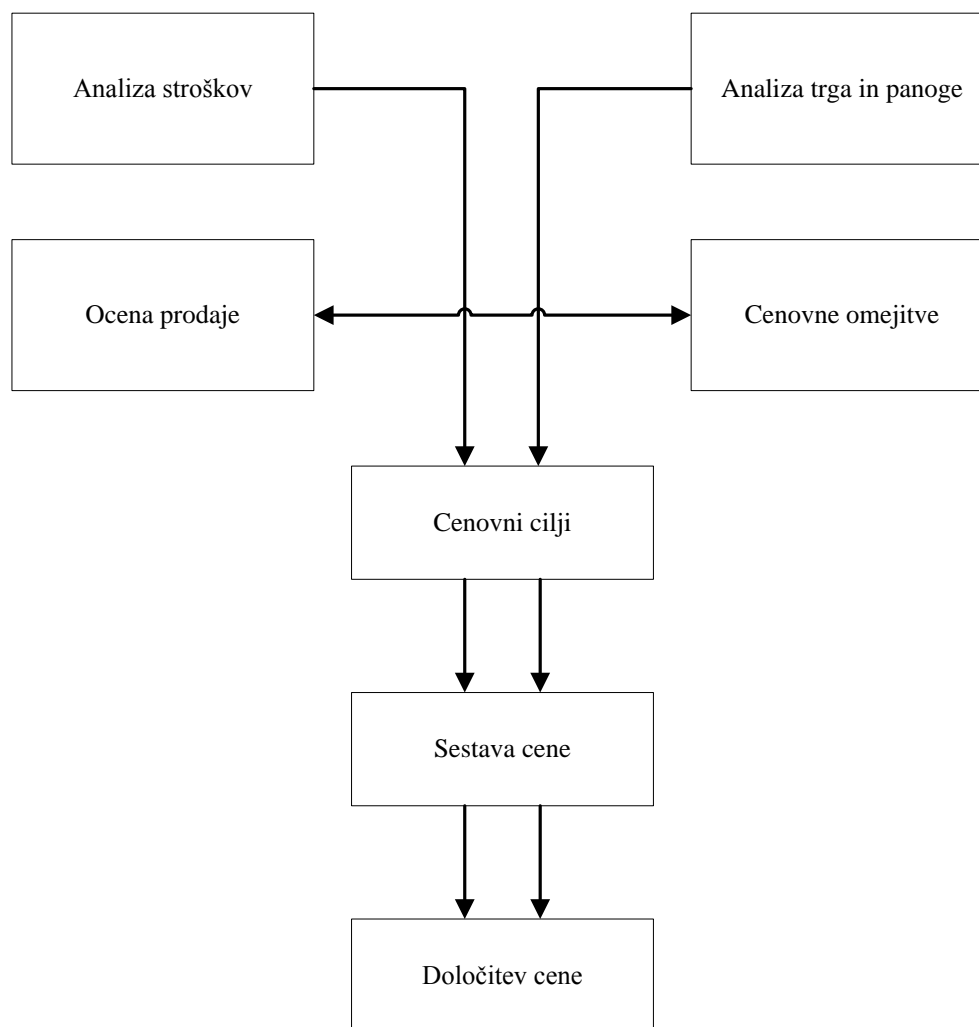 Analiza stroškov
Analiza trga in panoge
Ocena prodaje
Cenovne omejitve
Cenovni cilji
Sestava cene
Določitev cene